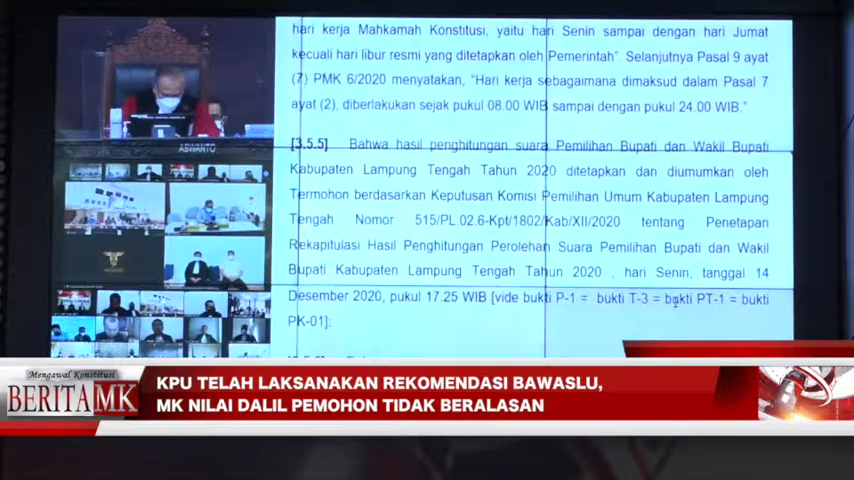 hari kerja Mahkamah Konstitusi, yaitu hari Senin sampai dengan hari Jumat
kecuali hari libur resmi yang ditetapkan oleh Pemerintah". Selanjutnya Pasal 9 ayat
(7) PMK 6/2020 menyatakan, "Hari kerja sebagaimana dimaksud dalam Pasal 7
ayat (2), diberlakukan sejak pukul 08.00 WIB sampai dengan pukul 24.00 WIB."
ASWANTO
[3.5.5] Bahwa hasil penghitungan suara Pemilihan Bupati dan Wakil Bupati
Kabupaten Lampung Tengah Tahun 2020 ditetapkan dan diumumkan oleh
Termohon berdasarkan Keputusan Komisi Pemilihan Umum Kabupaten Lampung
Tengah Nomor 515/PL.02.6-Kpt/1802/Kab/XII/2020 tentang Penetapan
Rekapitulasi Hasil Penghitungan Perolehan Suara Pemilihan Bupati dan Wakil
Bupati Kabupaten Lampung Tengah Tahun 2020 , hari Senin, tanggal 14
Desember 2020, pukul 17.25 WIB [vide bukti P-1 = bukti T-3 = bukti PT-1 = bukti
PK-01];
Mengawal Konstitusi
BERITA MK
KPU TELAH LAKSANAKAN REKOMENDASI BAWASLU,
MK NILAI DALIL PEMOHON TIDAK BERALASAN